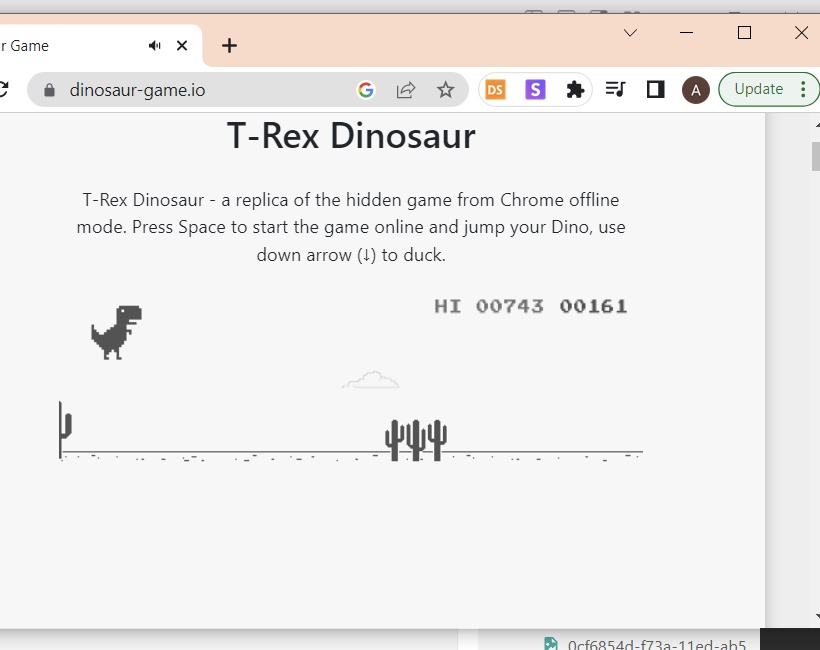 r Game
dinosaur-game.io
DS
S
A
Update
T-Rex Dinosaur
T-Rex Dinosaur - a replica of the hidden game from Chrome offline
mode. Press Space to start the game online and jump your Dino, use
down arrow (↓) to duck.
HI 00743 00161
0cf6854d-f73a-11ed-ab5